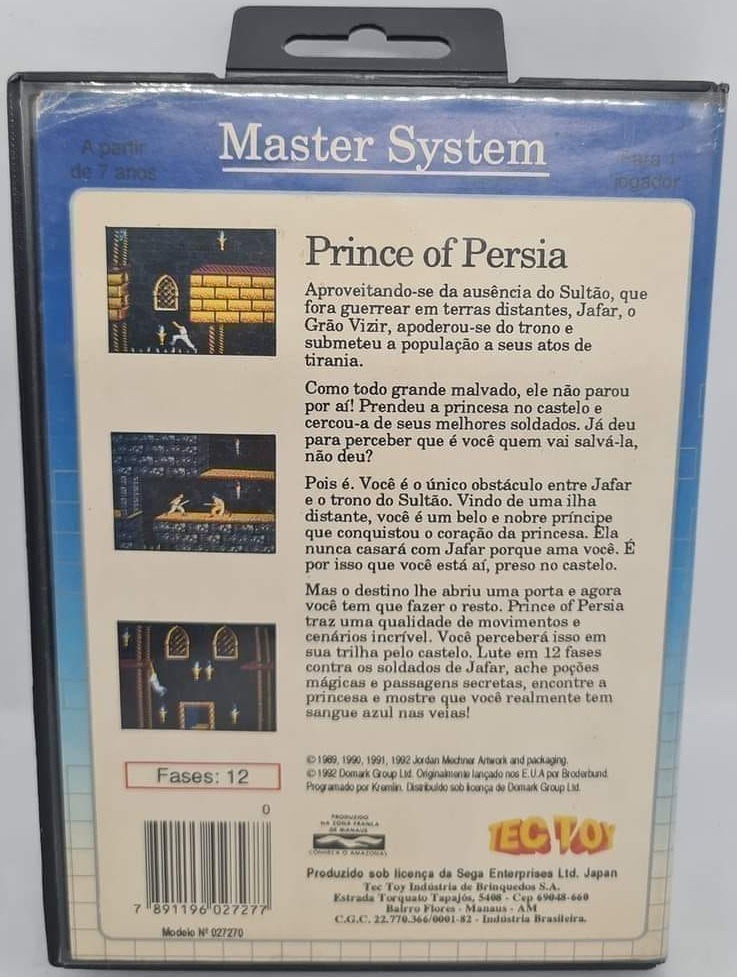 A partir
de 7 anos
Master System
Para 1
jogador
Prince of Persia
Aproveitando-se da ausência do Sultão, que
fora guerrear em terras distantes, Jafar, o
Grão Vizir, apoderou-se do trono e
submeteu a população a seus atos de
tirania.
Como todo grande malvado, ele não parou
por aí! Prendeu a princesa no castelo e
cercou-a de seus melhores soldados. Já deu
para perceber que é você quem vai salvá-la,
não deu?
Pois é. Você é o único obstáculo entre Jafar
e o trono do Sultão. Vindo de uma ilha
distante, você é um belo e nobre príncipe
que conquistou o coração da princesa. Ela
nunca casará com Jafar porque ama você. É
por isso que você está aí, preso no castelo.
Mas o destino lhe abriu uma porta e agora
você tem que fazer o resto. Prince of Persia
traz uma qualidade de movimentos e
cenários incrível. Você perceberá isso em
sua trilha pelo castelo. Lute em 12 fases
contra os soldados de Jafar, ache poções
mágicas e passagens secretas, encontre a
princesa e mostre que você realmente tem
sangue azul nas veias!
Fases: 12
© 1989, 1990, 1991, 1992 Jordan Mechner Artwork and packaging.
© 1992 Domark Group Ltd. Originalmente lançado nos E.U.A por Broderbund.
Programado por Kremlin. Distribuído sob licença de Domark Group Ltd.
0
7 891196 027277
Modelo Nº 027270
PRODUZIDO
NA ZONA FRANCA
DE MANAUS
CONHEÇA O AMAZONAS
TEC TOY
Produzido sob licença da Sega Enterprises Ltd. Japan
Tec Toy Indústria de Brinquedos S.A.
Estrada Torquato Tapajós, 5408 - Cep 69048-660
Bairro Flores - Manaus - AM
C.G.C. 22.770.366/0001-82 - Indústria Brasileira.